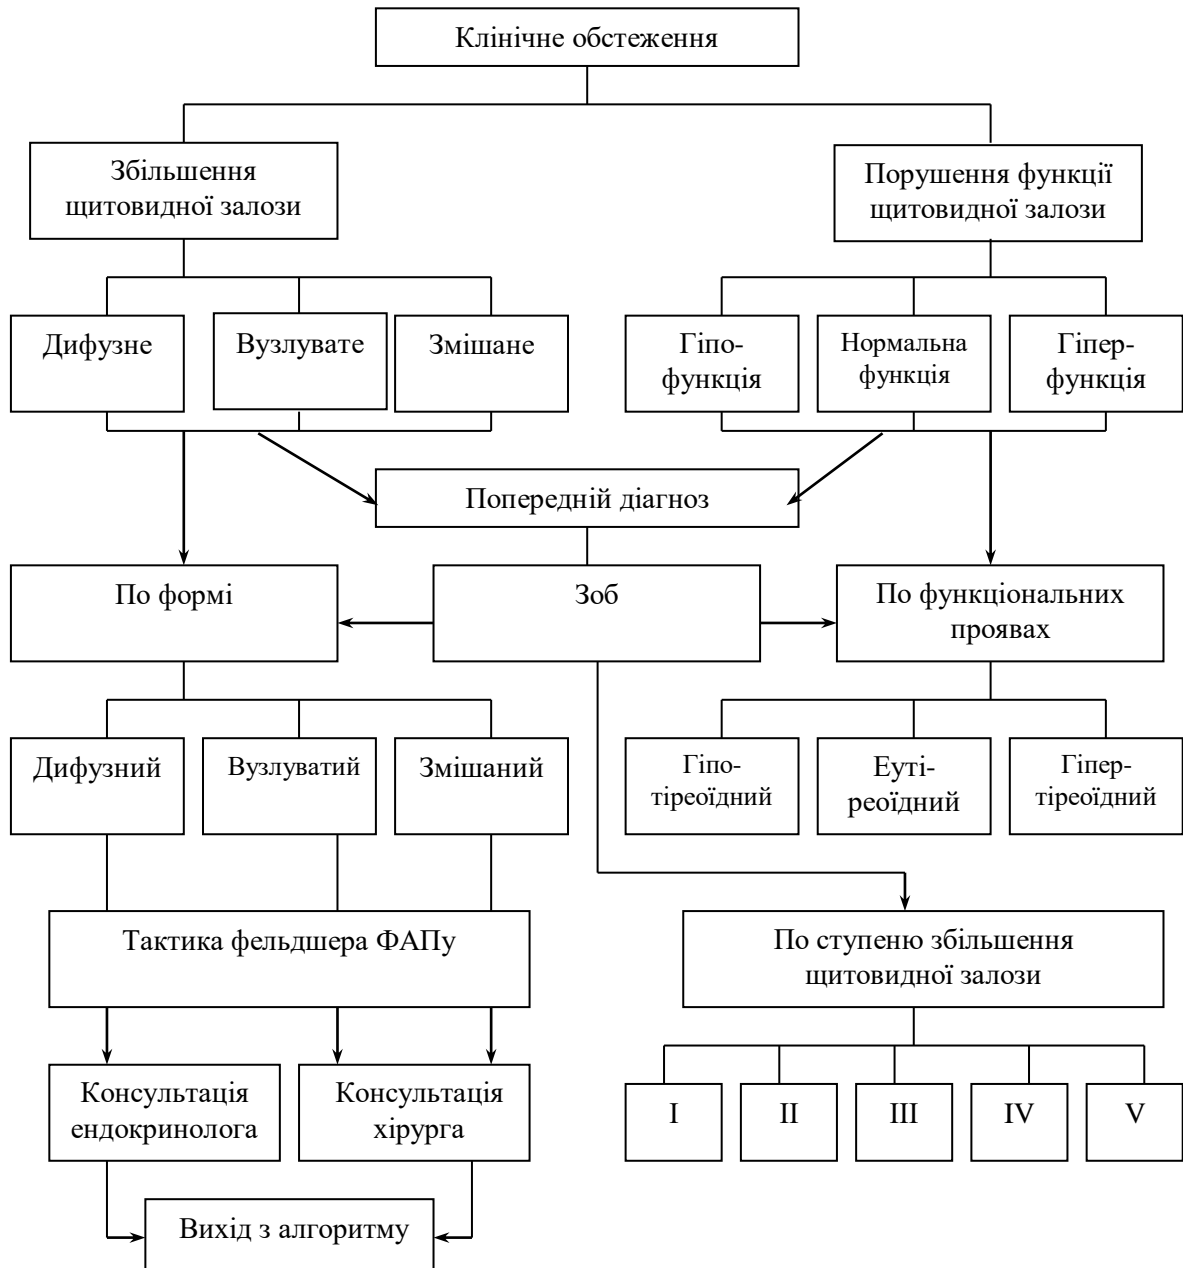 Клінічне обстеження
Збільшення
щитовидної залози
Порушення функції
щитовидної залози
Дифузне
Вузлувате
Змішане
Гіпо-
функція
Нормальна
функція
Гіпер-
функція
Попередній діагноз
По формі
Зоб
По функціональних
проявах
Дифузний
Вузлуватий
Змішаний
Гіпо-
тіреоїдний
Еуті-
реоїдний
Гіпер-
тіреоїдний
Тактика фельдшера ФАПу
По ступеню збільшення
щитовидної залози
Консультація
ендокринолога
Консультація
хірурга
I
II
III
IV
V
Вихід з алгоритму